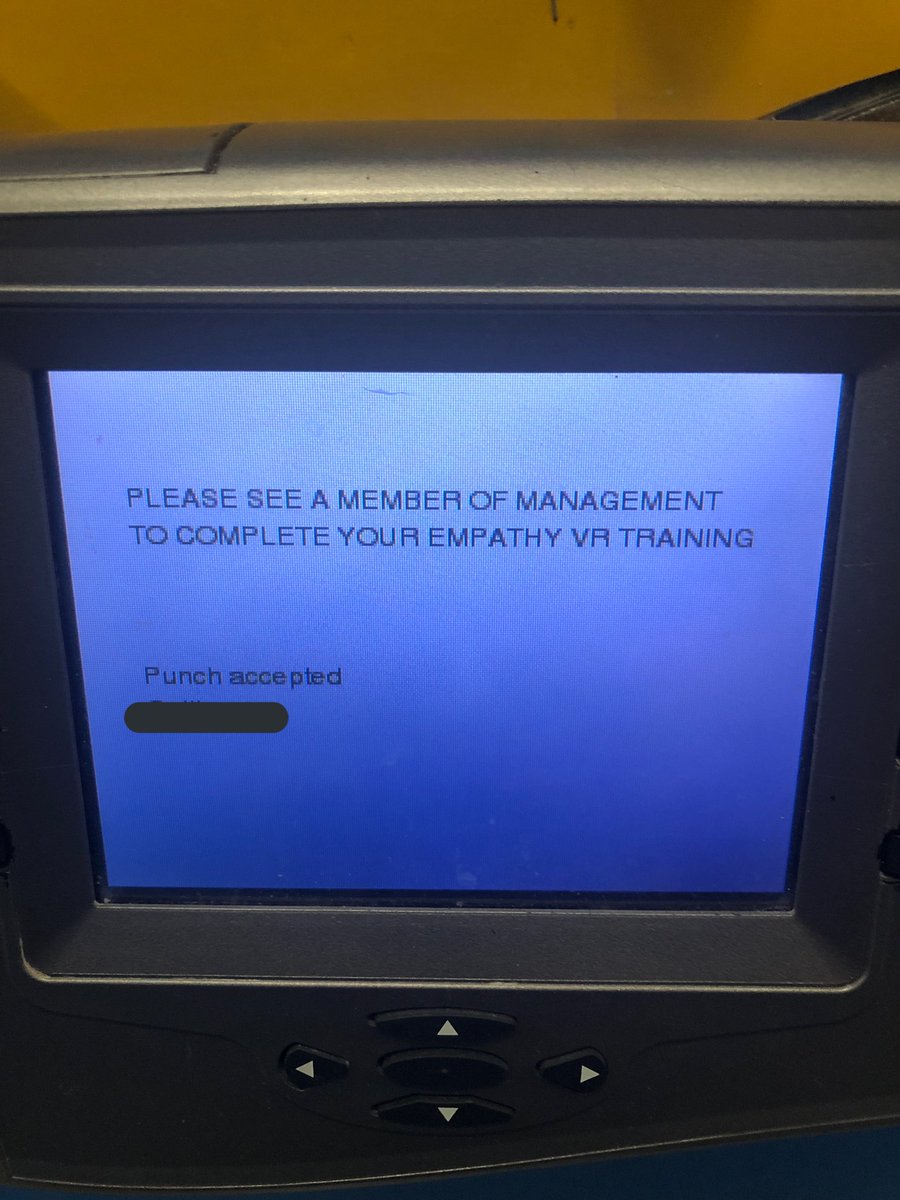 PLEASE SEE A MEMBER OF MANAGEMENT
TO COMPLETE YOUR EMPATHY VR TRAINING
Punch accepted